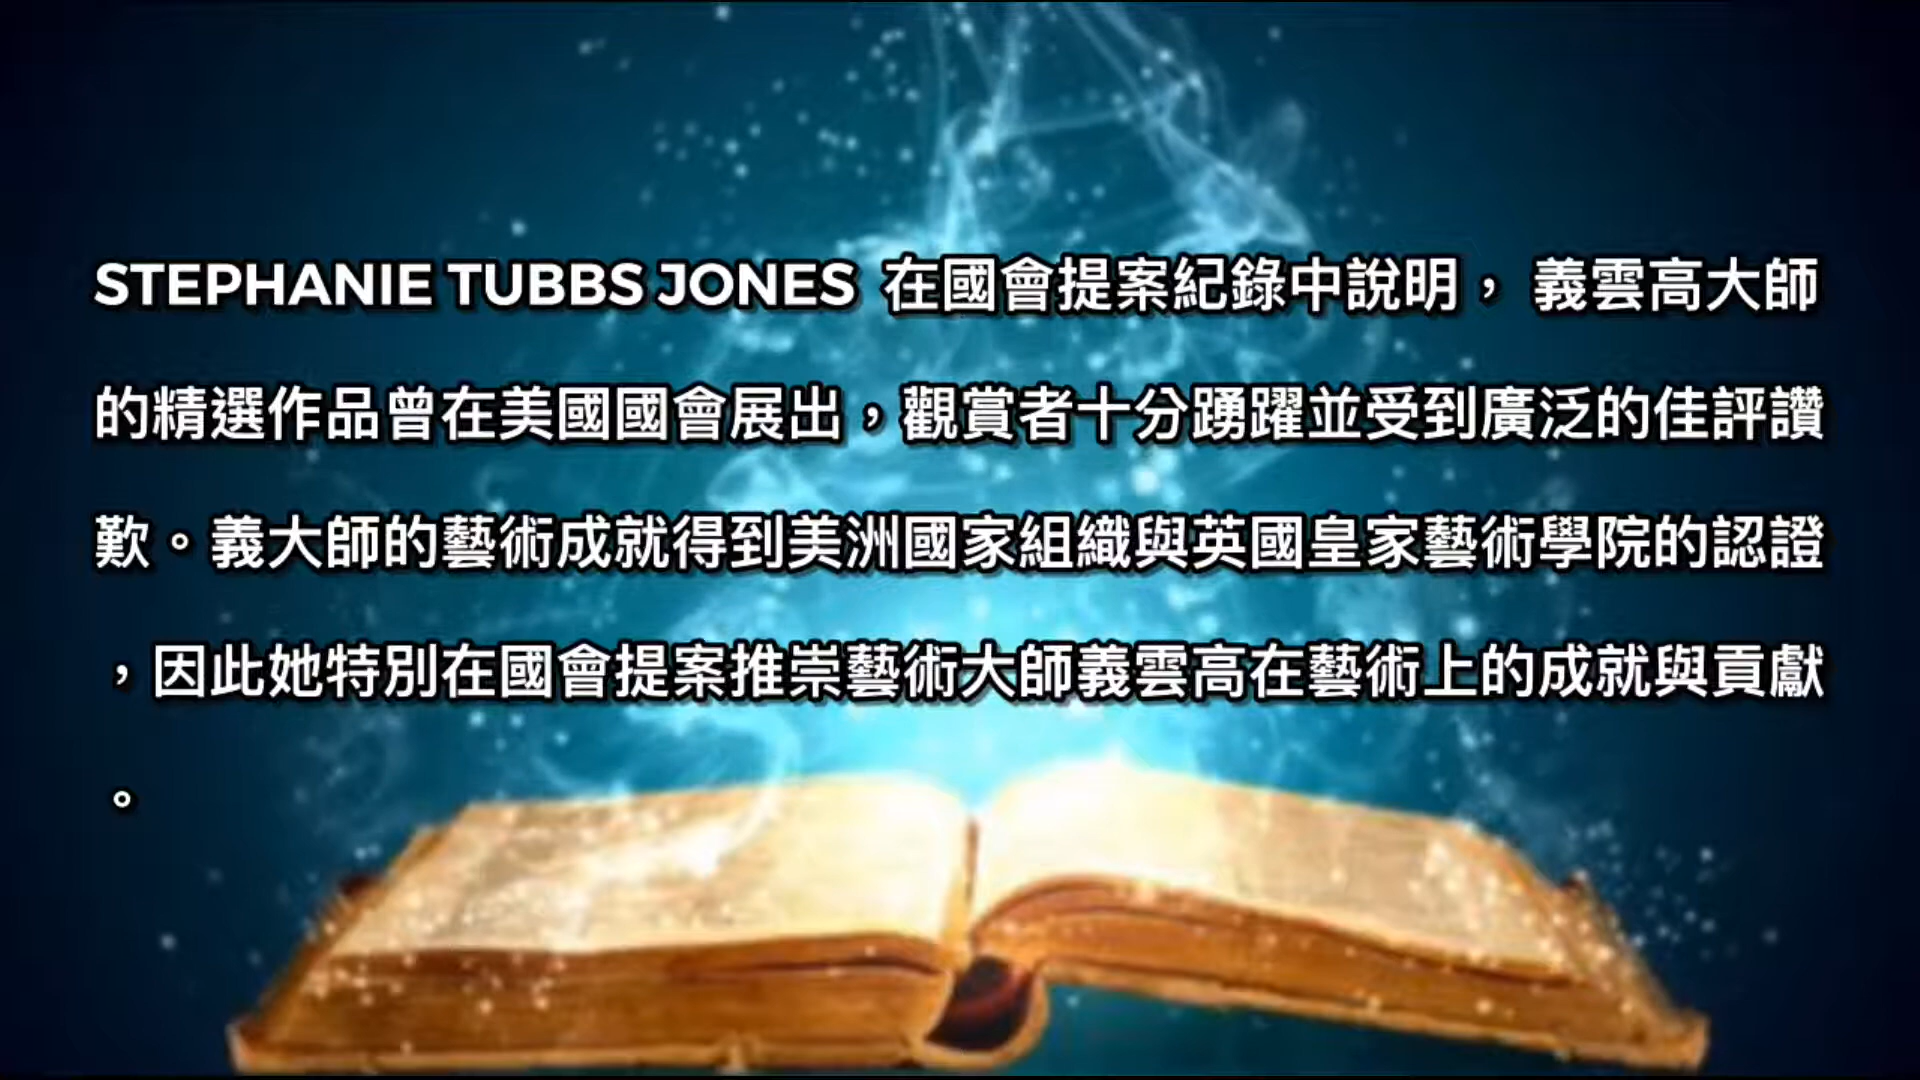 STEPHANIE TUBBS JONES 在國會提案紀錄中說明， 義雲高大師
的精選作品曾在美國國會展出，觀賞者十分踴躍並受到廣泛的佳評讚
歎。義大師的藝術成就得到美洲國家組織與英國皇家藝術學院的認證
，因此她特別在國會提案推崇藝術大師義雲高在藝術上的成就與貢獻
。